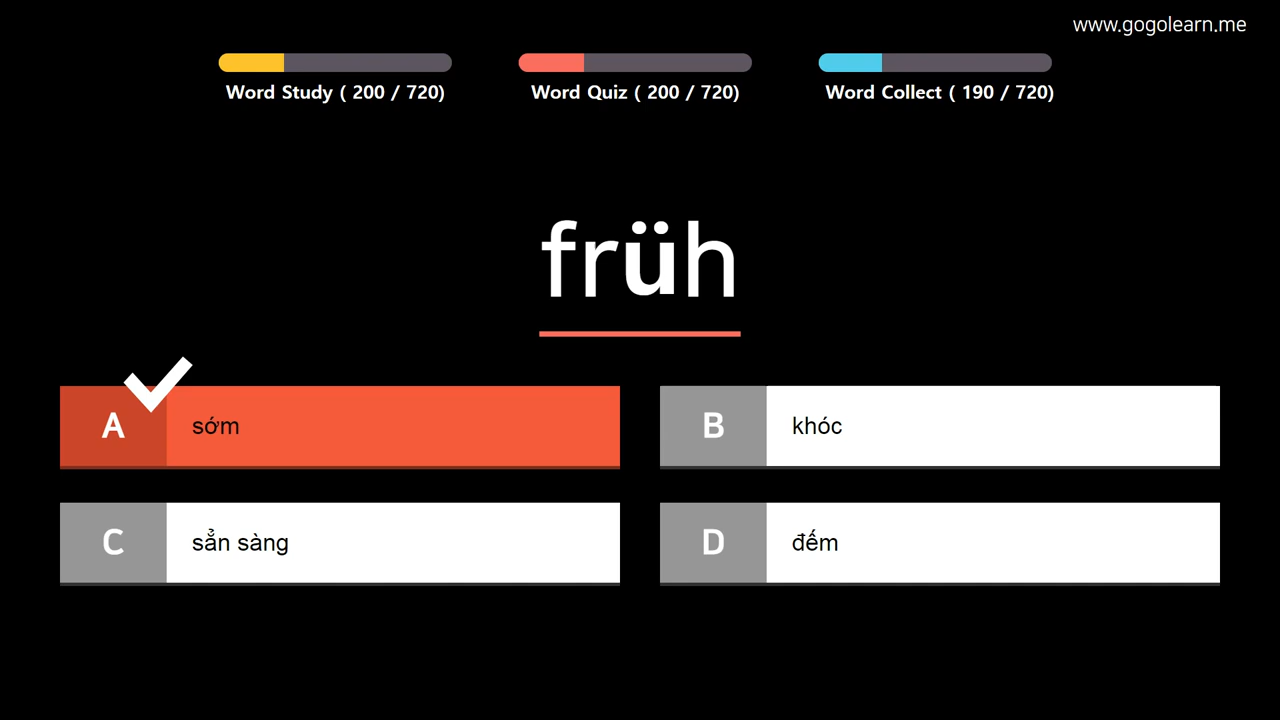 www.gogolearn.me
Word Study ( 200 / 720)
Word Quiz ( 200 / 720)
Word Collect ( 190 / 720)
früh
A
sớm
B
khóc
C
sẳn sàng
D
đếm